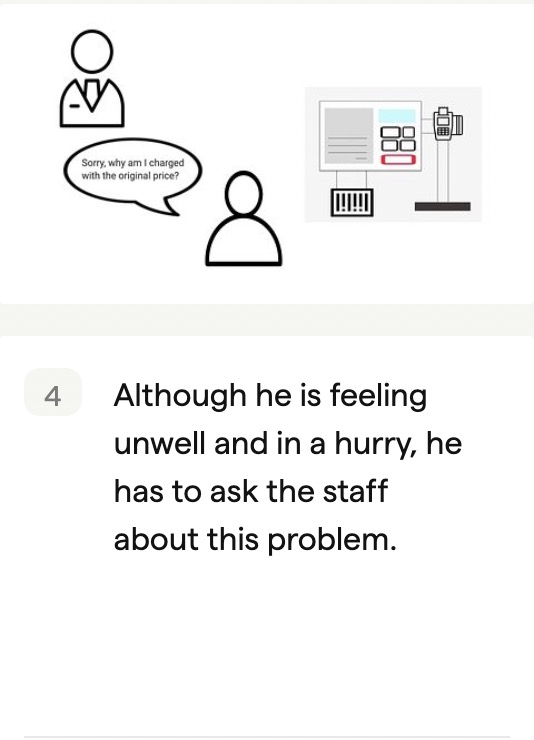 Sorry, why am I charged
with the original price?
4
Although he is feeling
unwell and in a hurry, he
has to ask the staff
about this problem.